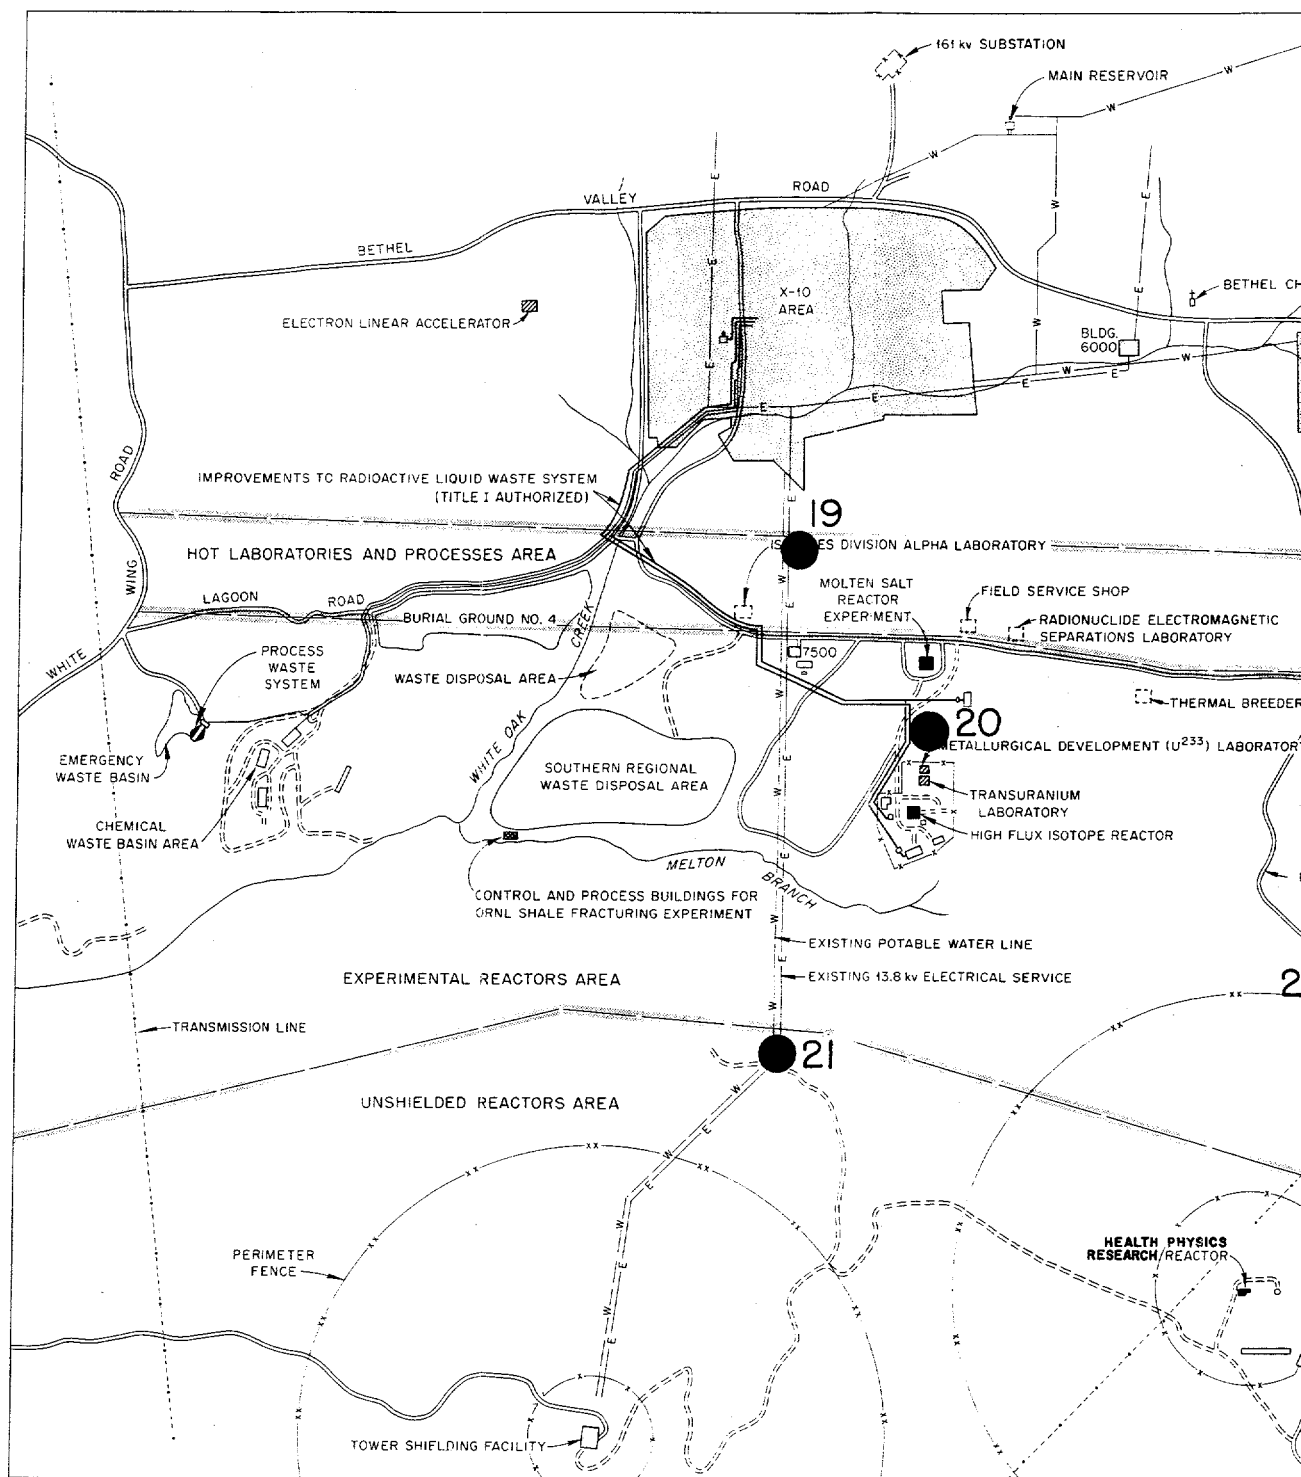 161 kv SUBSTATION
MAIN RESERVOIR
VALLEY
ROAD
BETHEL
X-10
AREA
BETHEL CH
ELECTRON LINEAR ACCELERATOR
BLDG.
6000
ROAD
IMPROVEMENTS TO RADIOACTIVE LIQUID WASTE SYSTEM
(TITLE I AUTHORIZED)
19
HOT LABORATORIES AND PROCESSES AREA
DIVISION ALPHA LABORATORY
WING
MOLTEN SALT
REACTOR
EXPER·MENT
FIELD SERVICE SHOP
LAGOON
ROAD
BURIAL GROUND NO. 4
CREEK
RADIONUCLIDE ELECTROMAGNETIC
SEPARATIONS LABORATORY
WHITE
PROCESS
WASTE
SYSTEM
7500
WASTE DISPOSAL AREA
THERMAL BREEDER
20
WHITE OAK
EMERGENCY
WASTE BASIN
METALLURGICAL DEVELOPMENT (U233) LABORATORY
SOUTHERN REGIONAL
WASTE DISPOSAL AREA
TRANSURANIUM
LABORATORY
CHEMICAL
WASTE BASIN AREA
HIGH FLUX ISOTOPE REACTOR
MELTON
BRANCH
CONTROL AND PROCESS BUILDINGS FOR
ORNL SHALE FRACTURING EXPERIMENT
EXISTING POTABLE WATER LINE
EXPERIMENTAL REACTORS AREA
EXISTING 13.8 kv ELECTRICAL SERVICE
2
TRANSMISSION LINE
21
UNSHIELDED REACTORS AREA
PERIMETER
FENCE
HEALTH PHYSICS
RESEARCH REACTOR
TOWER SHIELDING FACILITY